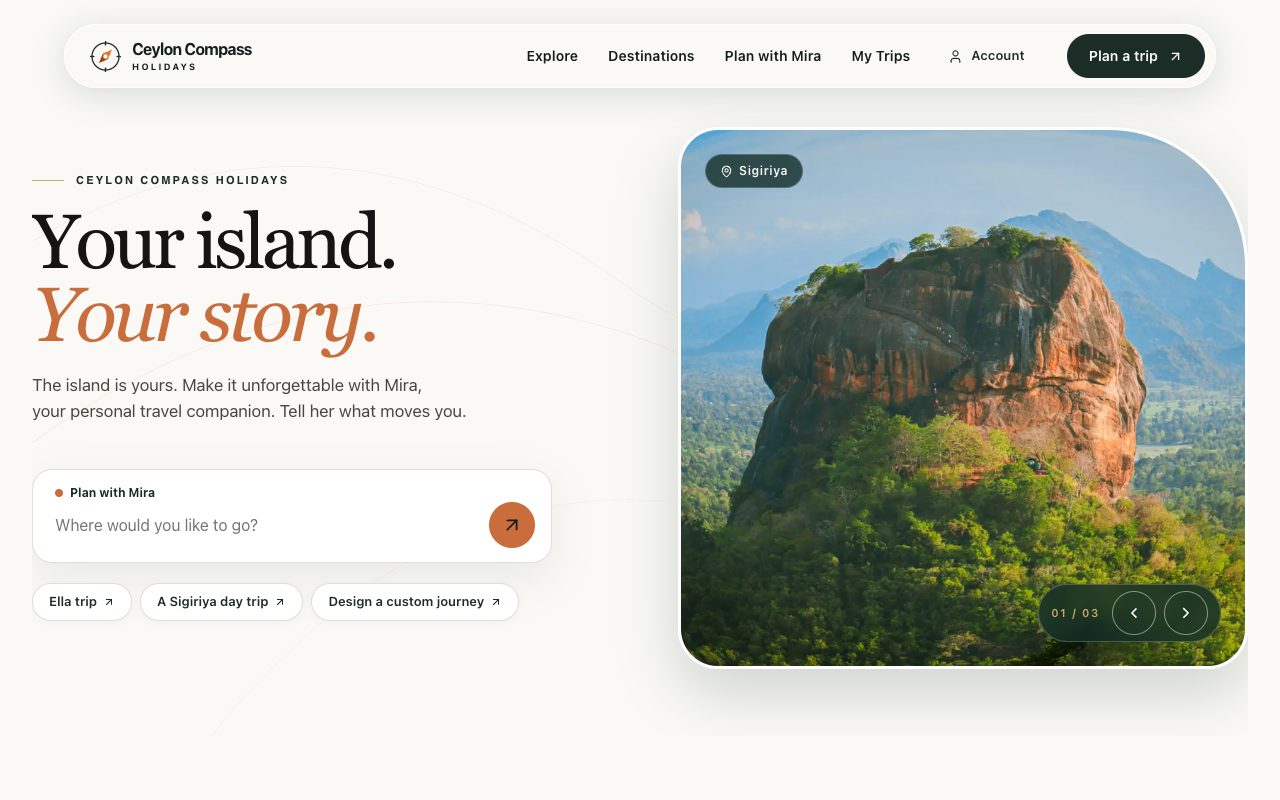 Ceylon Compass
HOLIDAYS
Explore
Destinations
Plan with Mira
My Trips
Account
Plan a trip
Sigiriya
CEYLON COMPASS HOLIDAYS
Your island.
Your story.
The island is yours. Make it unforgettable with Mira,
your personal travel companion. Tell her what moves you.
Plan with Mira
Where would you like to go?
Ella trip
A Sigiriya day trip
Design a custom journey
01 / 03